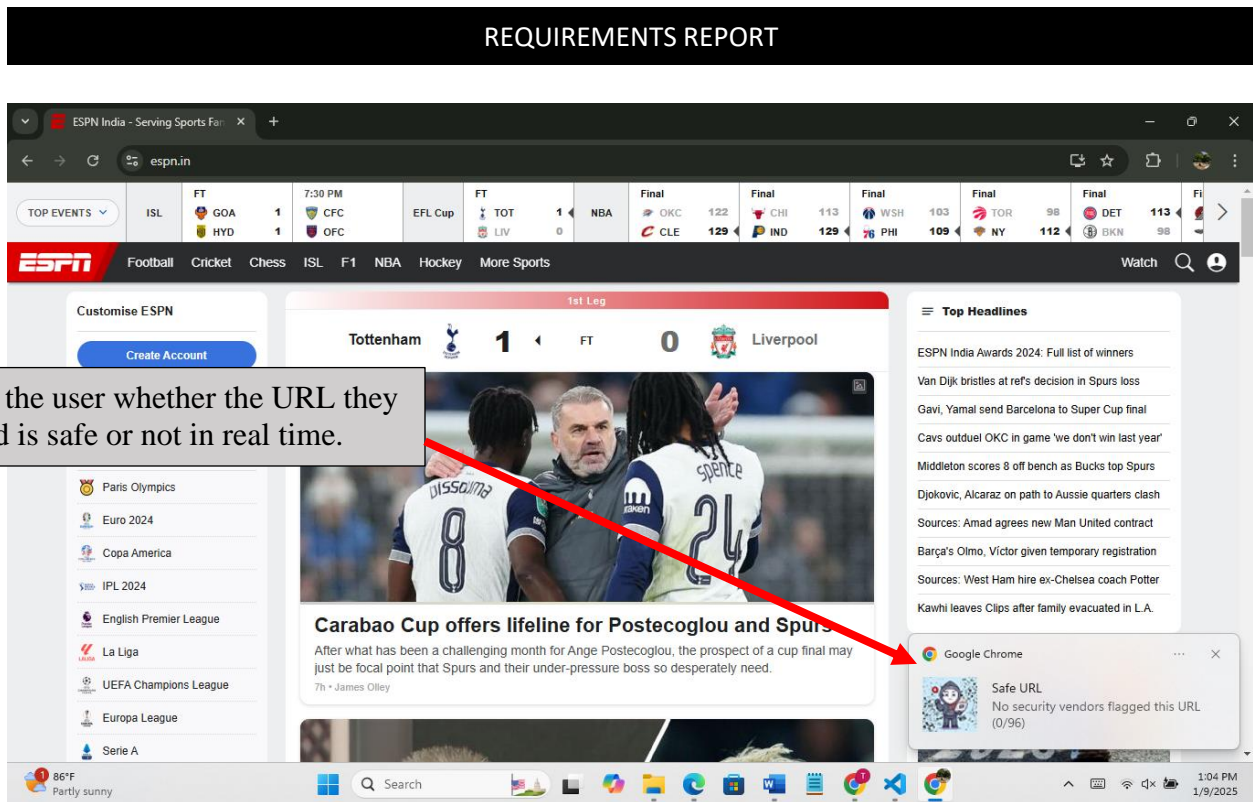 REQUIREMENTS REPORT
ESPN India - Serving Sports Fan
espn.in
TOP EVENTS
ISL
FT
GOA 1
HYD 1
7:30 PM
CFC
OFC
EFL Cup
FT
TOT 1
LIV 0
NBA
Final
OKC 122
CLE 129
Final
CHI 113
IND 129
Final
WSH 103
PHI 109
Final
TOR 98
NY 112
Final
DET 113
BKN 98
ESPN Football Cricket Chess ISL F1 NBA Hockey More Sports Watch
Customise ESPN
Create Account
the user whether the URL they
is safe or not in real time.
Paris Olympics
Euro 2024
Copa America
IPL 2024
English Premier League
La Liga
UEFA Champions League
Europa League
Serie A
1st Leg
Tottenham 1 FT 0 Liverpool
BISSOUMA
8
SPENCE
24
Carabao Cup offers lifeline for Postecoglou and Spurs
After what has been a challenging month for Ange Postecoglou, the prospect of a cup final may
just be focal point that Spurs and their under-pressure boss so desperately need.
7h • James Olley
Top Headlines
ESPN India Awards 2024: Full list of winners
Van Dijk bristles at ref's decision in Spurs loss
Gavi, Yamal send Barcelona to Super Cup final
Cavs outduel OKC in game 'we don't win last year'
Middleton scores 8 off bench as Bucks top Spurs
Djokovic, Alcaraz on path to Aussie quarters clash
Sources: Amad agrees new Man United contract
Barça's Olmo, Víctor given temporary registration
Sources: West Ham hire ex-Chelsea coach Potter
Kawhi leaves Clips after family evacuated in L.A.
Google Chrome
Safe URL
No security vendors flagged this URL
(0/96)
1
86°F
Partly sunny
Search
1:04 PM
1/9/2025